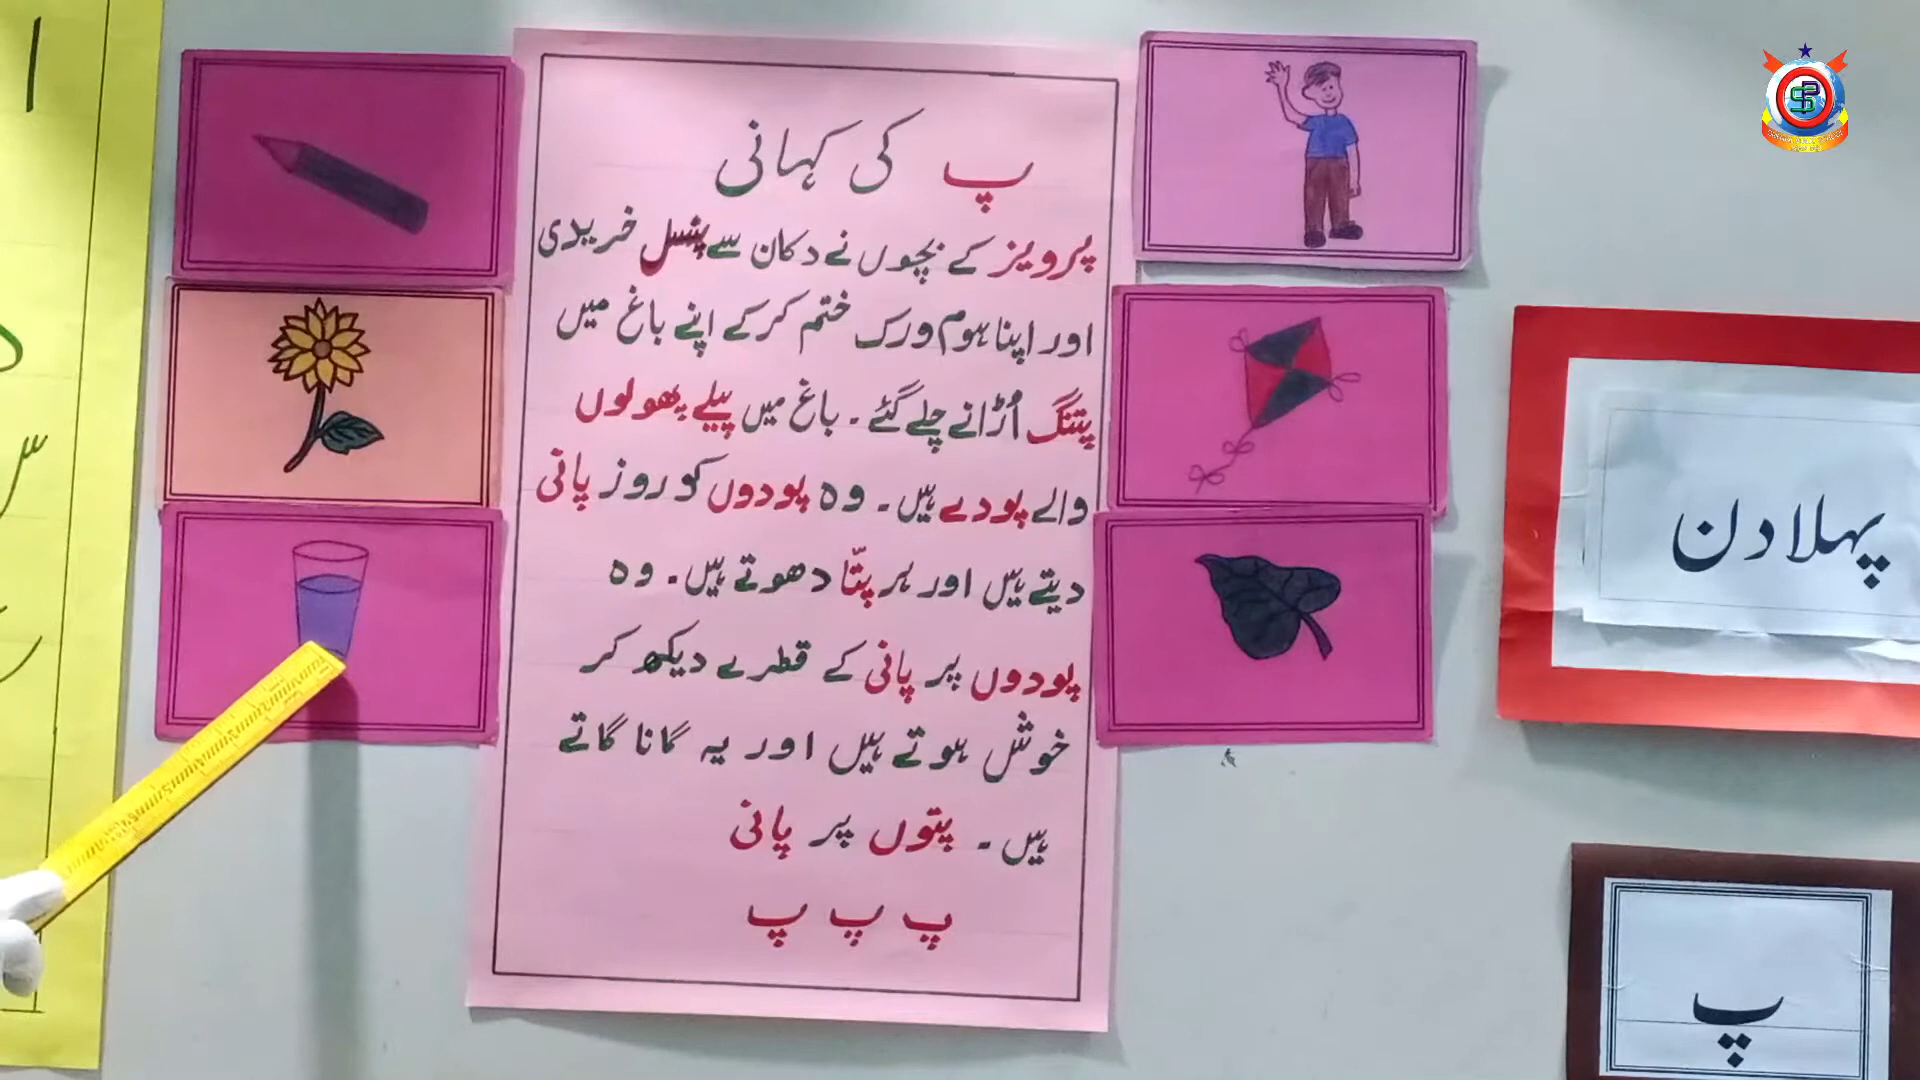 پ کی کہانی
پرویز کے بچوں نے دکان سے پنسل خریدی
اور اپنا ہوم ورک ختم کر کے اپنے باغ میں
پتنگ اُڑانے چلے گئے ۔ باغ میں پیلے پھولوں
والے پودے ہیں ۔ وہ پودوں کو روز پانی
دیتے ہیں اور ہر پتّا دھوتے ہیں ۔ وہ
پودوں پر پانی کے قطرے دیکھ کر
خوش ہوتے ہیں اور یہ گانا گاتے
ہیں ۔ پتوں پر پانی
پ پ پ
پہلا دن
پ